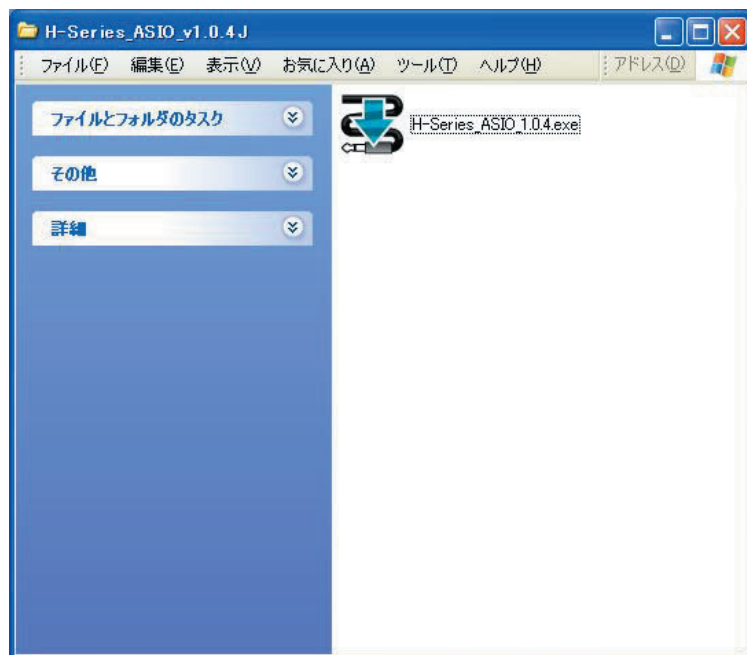 H-Series_ASIO_v1.0.4J
ファイル(F) 編集(E) 表示(V) お気に入り(A) ツール(T) ヘルプ(H) アドレス(D)
ファイルとフォルダのタスク
H-Series_ASIO_1.0.4.exe
その他
詳細